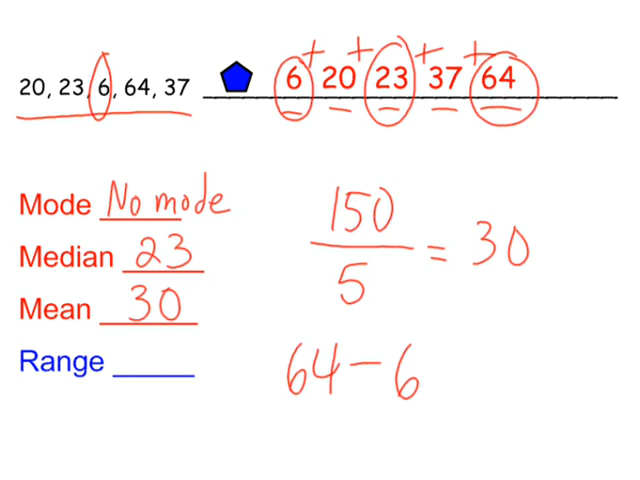 20, 23, 6, 64, 37
6 + 20 + 23 + 37 + 64
Mode No mode
Median 23
Mean 30
Range
150
5
= 30
64 - 6